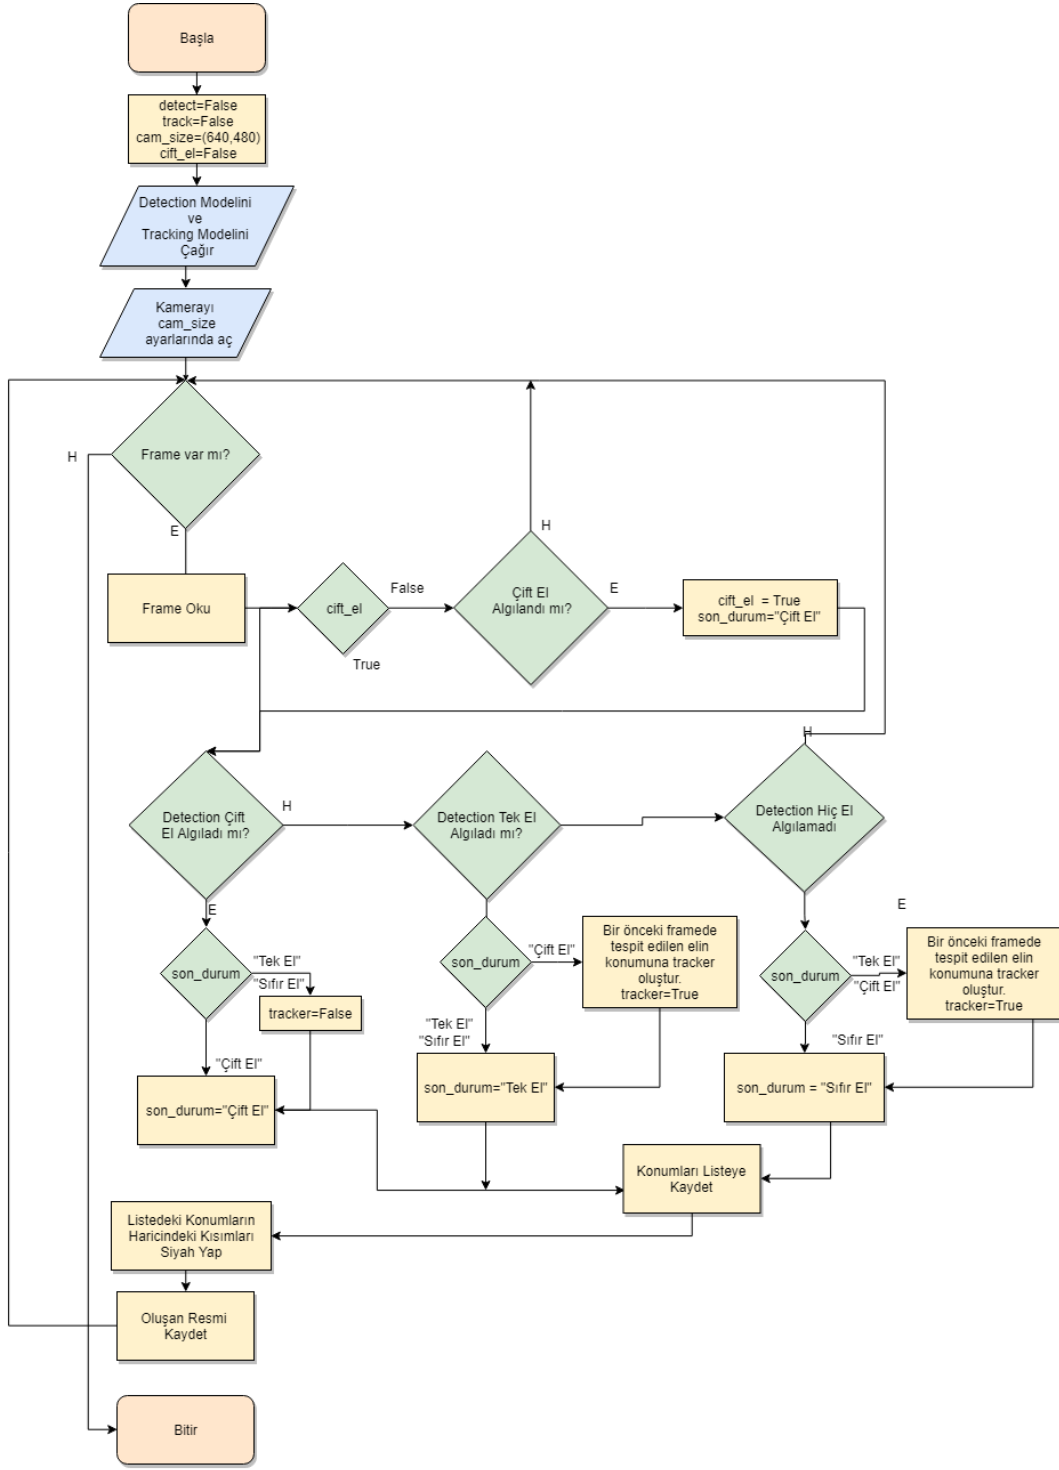 Başla
detect=False
track=False
cam_size=(640,480)
cift_el=False
Detection Modelini
ve
Tracking Modelini
Çağır
Kamerayı
cam_size
ayarlarında aç
Frame var mı?
H
E
Frame Oku
cift_el
False
True
Çift El
Algılandı mı?
H
E
cift_el = True
son_durum="Çift El"
Detection Çift
El Algıladı mı?
H
E
Detection Tek El
Algıladı mı?
Detection Hiç El
Algılamadı
H
E
son_durum
"Tek El"
"Sıfır El"
tracker=False
"Çift El"
son_durum="Çift El"
son_durum
"Çift El"
Bir önceki framede
tespit edilen elin
konumuna tracker
oluştur.
tracker=True
"Tek El"
"Sıfır El"
son_durum="Tek El"
son_durum
"Tek El"
"Çift El"
Bir önceki framede
tespit edilen elin
konumuna tracker
oluştur.
tracker=True
"Sıfır El"
son_durum = "Sıfır El"
Konumları Listeye
Kaydet
Listedeki Konumların
Haricindeki Kısımları
Siyah Yap
Oluşan Resmi
Kaydet
Bitir